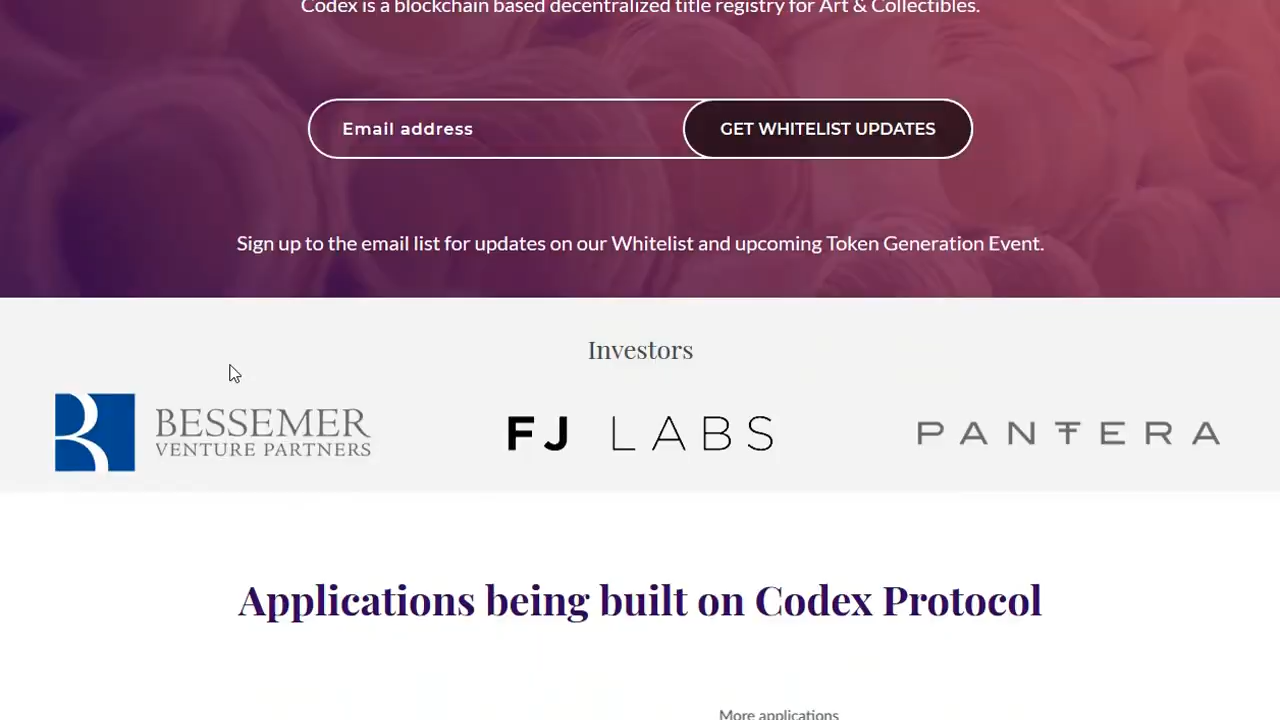 Codex is a blockchain based decentralized title registry for Art & Collectibles.
Email address
GET WHITELIST UPDATES
Sign up to the email list for updates on our Whitelist and upcoming Token Generation Event.
Investors
BESSEMER
VENTURE PARTNERS
FJ LABS
PANTERA
Applications being built on Codex Protocol
More applications